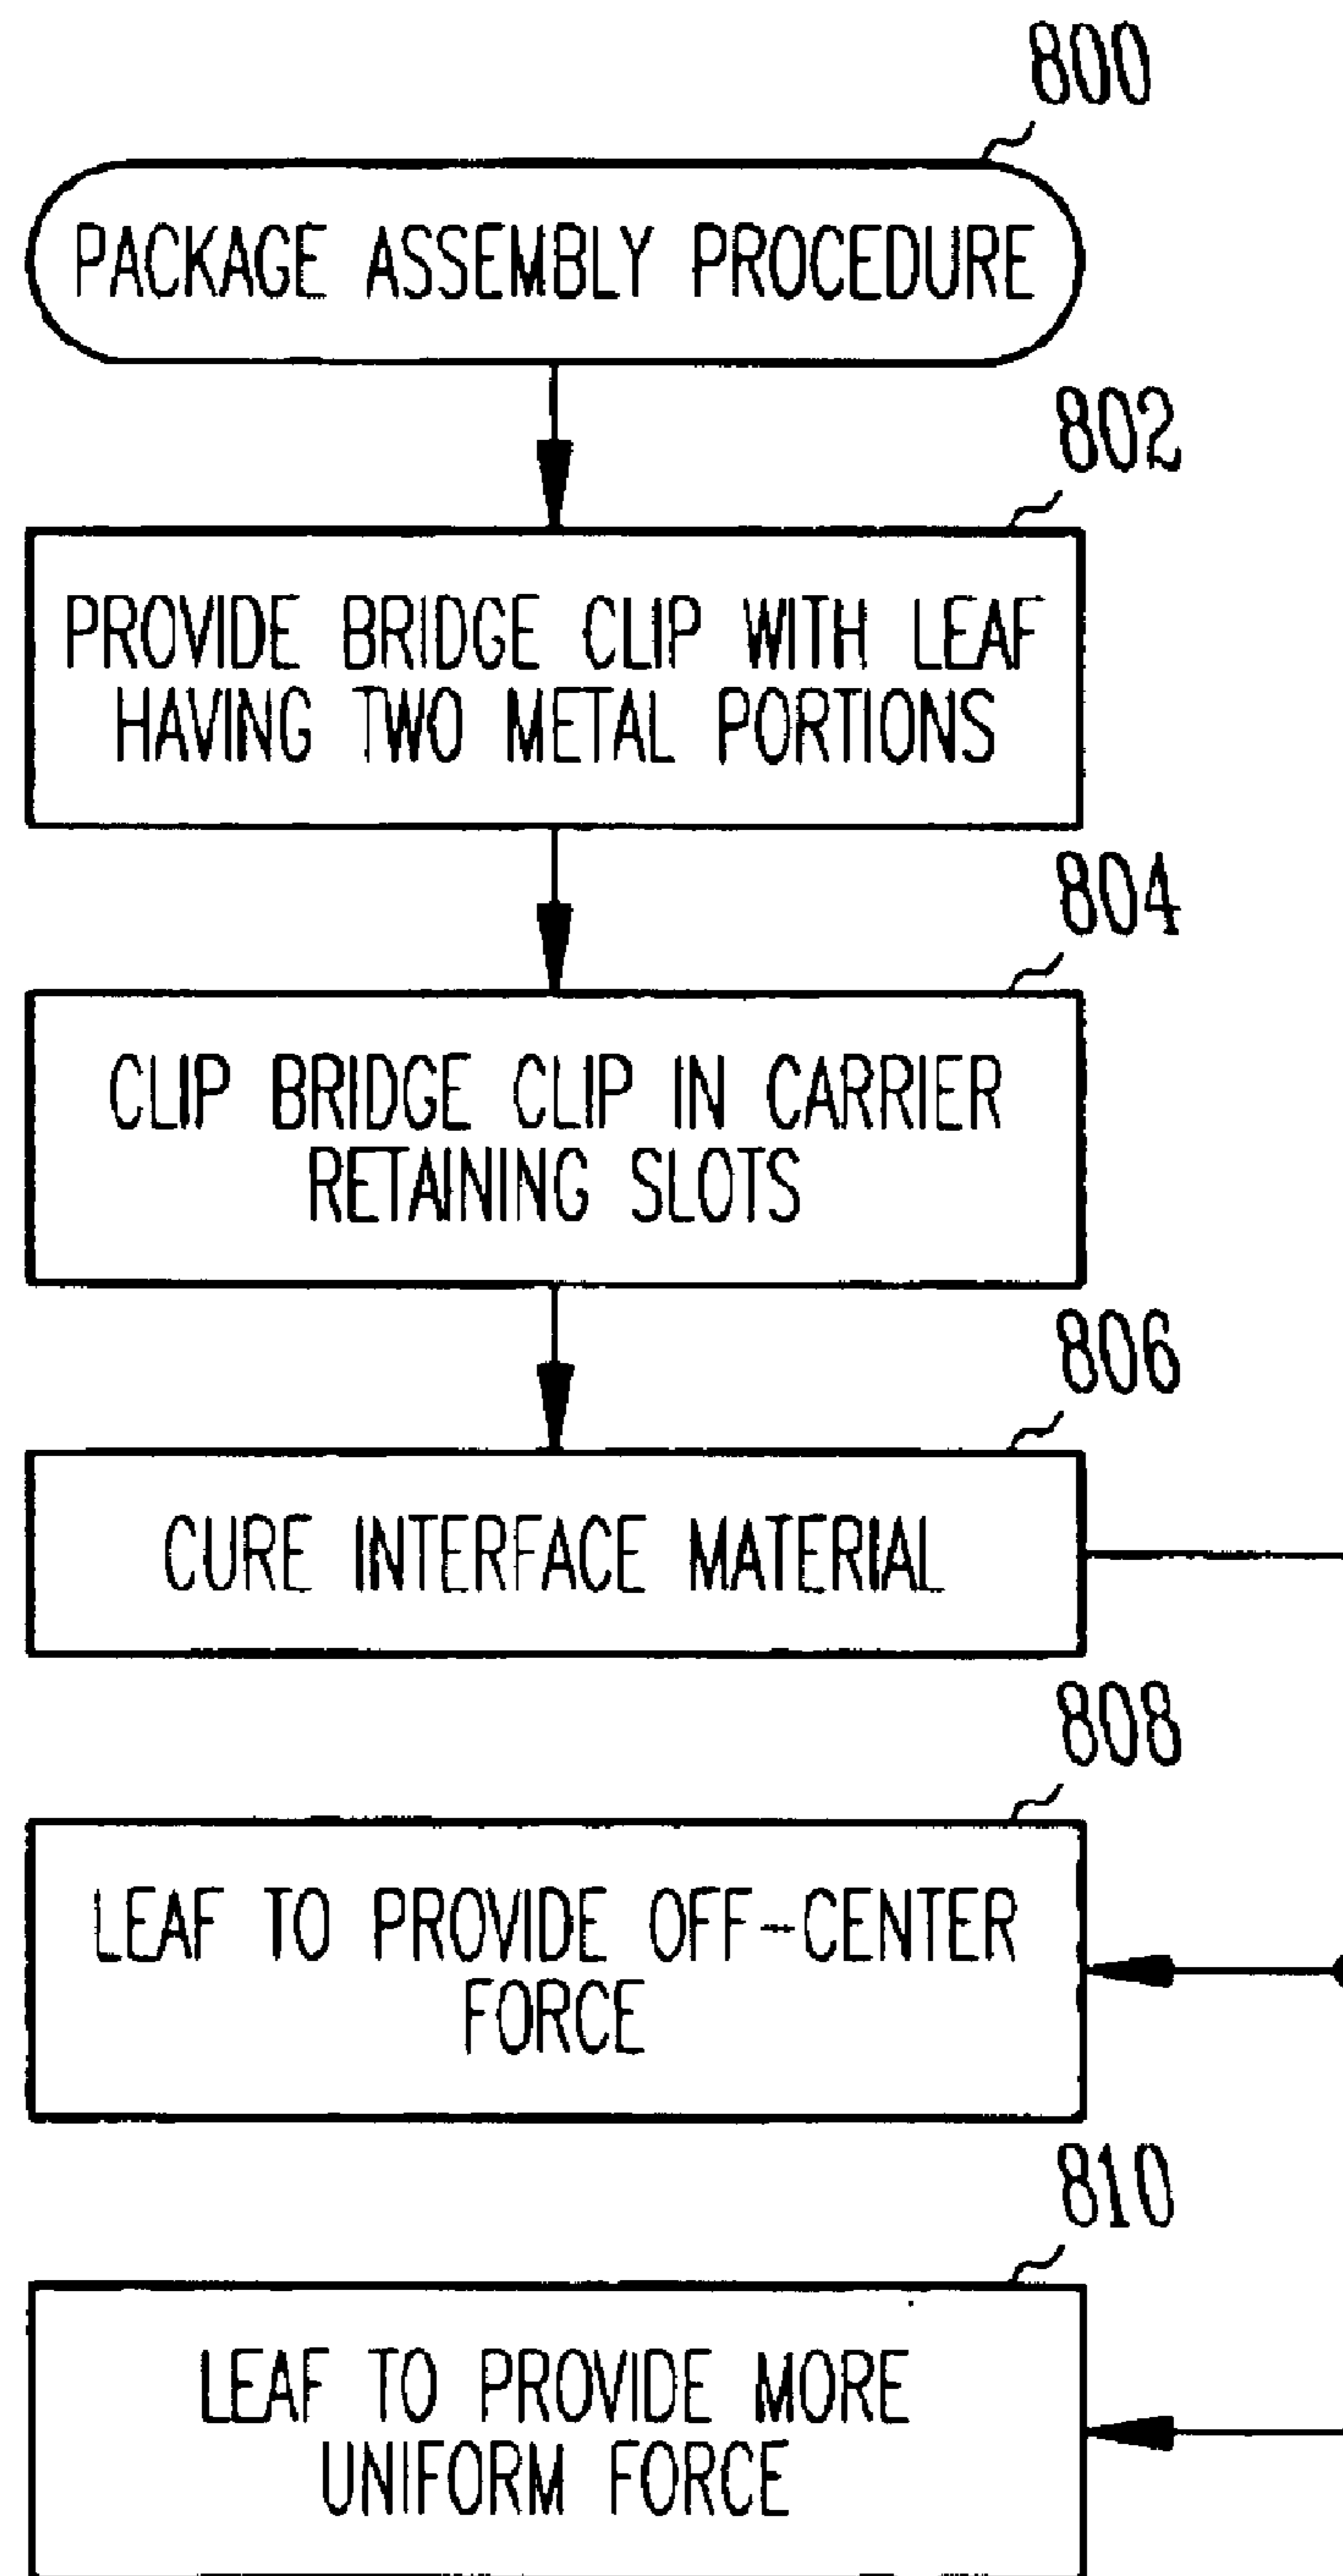 800
PACKAGE ASSEMBLY PROCEDURE
802
PROVIDE BRIDGE CLIP WITH LEAF
HAVING TWO METAL PORTIONS
804
CLIP BRIDGE CLIP IN CARRIER
RETAINING SLOTS
806
CURE INTERFACE MATERIAL
808
LEAF TO PROVIDE OFF-CENTER
FORCE
810
LEAF TO PROVIDE MORE
UNIFORM FORCE